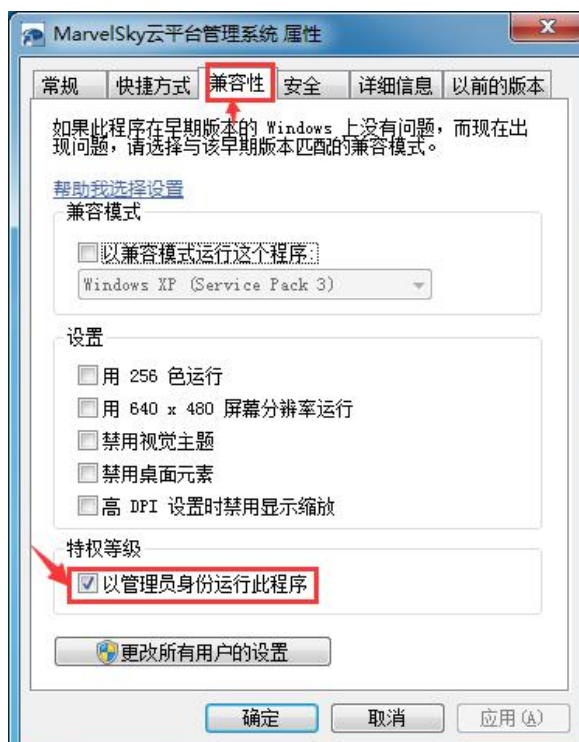 MarvelSky云平台管理系统 属性
常规 快捷方式 兼容性 安全 详细信息 以前的版本
如果此程序在早期版本的 Windows 上没有问题，而现在出
现问题，请选择与该早期版本匹配的兼容模式。
帮助我选择设置
兼容模式
以兼容模式运行这个程序:
Windows XP (Service Pack 3)
设置
用 256 色运行
用 640 x 480 屏幕分辨率运行
禁用视觉主题
禁用桌面元素
高 DPI 设置时禁用显示缩放
特权等级
以管理员身份运行此程序
更改所有用户的设置
确定 取消 应用(A)